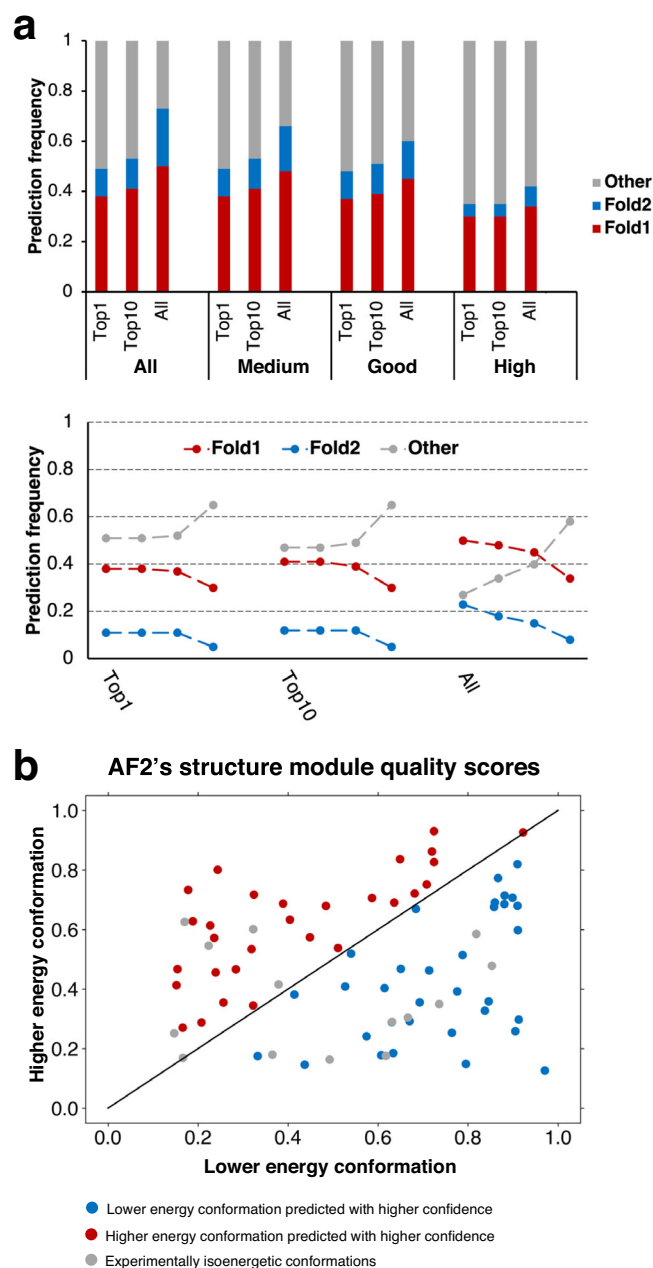 a
Prediction frequency
1
0.8
0.6
0.4
0.2
0
Top1 Top10 All Top1 Top10 All Top1 Top10 All Top1 Top10 All
All Medium Good High
Other
Fold2
Fold1
Prediction frequency
1
0.8
0.6
0.4
0.2
0
Fold1 Fold2 Other
Top1 Top10 All
b AF2's structure module quality scores
Higher energy conformation
1.0
0.8
0.6
0.4
0.2
0.0
0.0 0.2 0.4 0.6 0.8 1.0
Lower energy conformation
Lower energy conformation predicted with higher confidence
Higher energy conformation predicted with higher confidence
Experimentally isoenergetic conformations